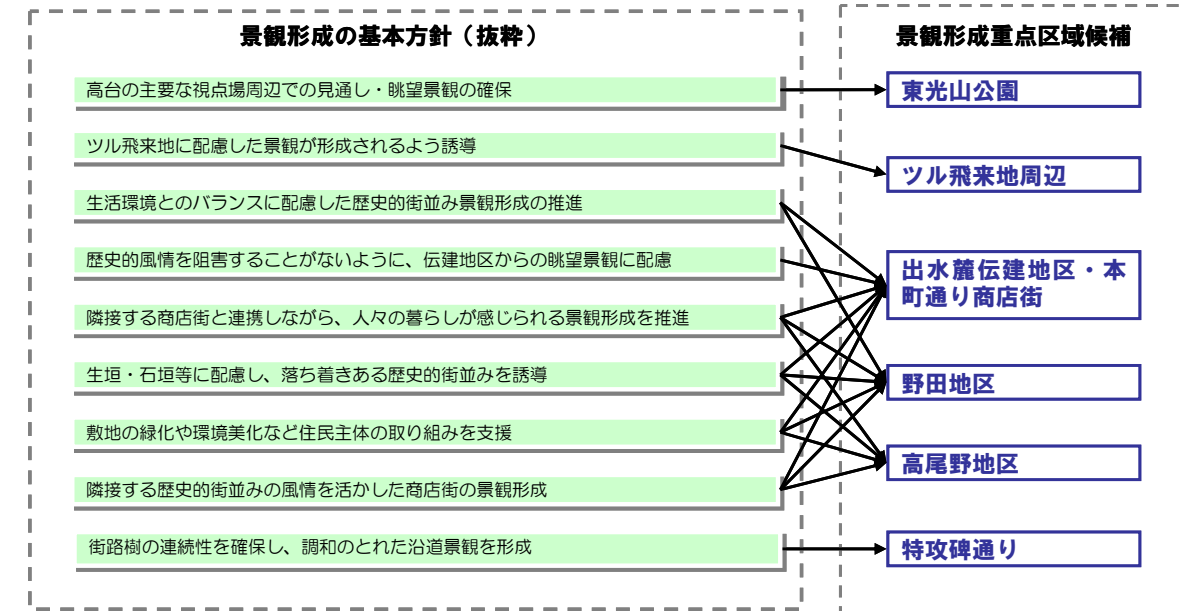 景観形成の基本方針（抜粋）
高台の主要な視点場周辺での見通し・眺望景観の確保
ツル飛来地に配慮した景観が形成されるよう誘導
生活環境とのバランスに配慮した歴史的街並み景観形成の推進
歴史的風情を阻害することがないように、伝建地区からの眺望景観に配慮
隣接する商店街と連携しながら、人々の暮らしが感じられる景観形成を推進
生垣・石垣等に配慮し、落ち着きある歴史的街並みを誘導
敷地の緑化や環境美化など住民主体の取り組みを支援
隣接する歴史的街並みの風情を活かした商店街の景観形成
街路樹の連続性を確保し、調和のとれた沿道景観を形成
景観形成重点区域候補
東光山公園
ツル飛来地周辺
出水麓伝建地区・本
町通り商店街
野田地区
高尾野地区
特攻碑通り